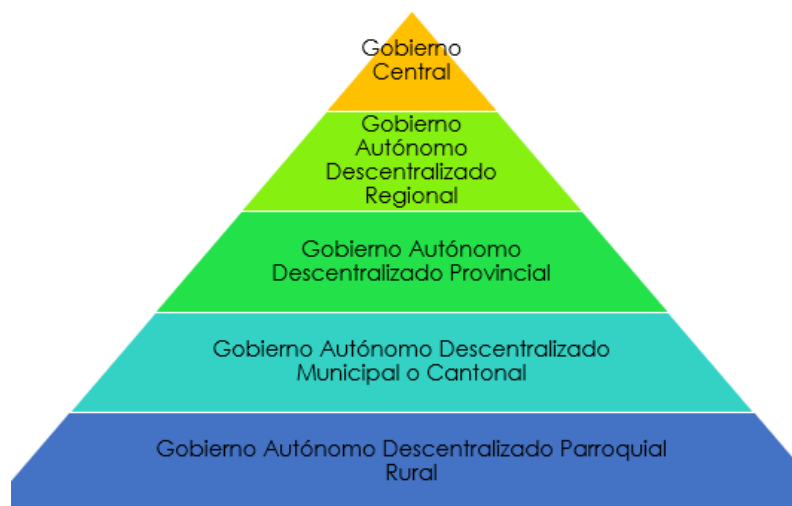 Gobierno
Central
Gobierno
Autónomo
Descentralizado
Regional
Gobierno Autónomo
Descentralizado Provincial
Gobierno Autónomo Descentralizado
Municipal o Cantonal
Gobierno Autónomo Descentralizado Parroquial
Rural